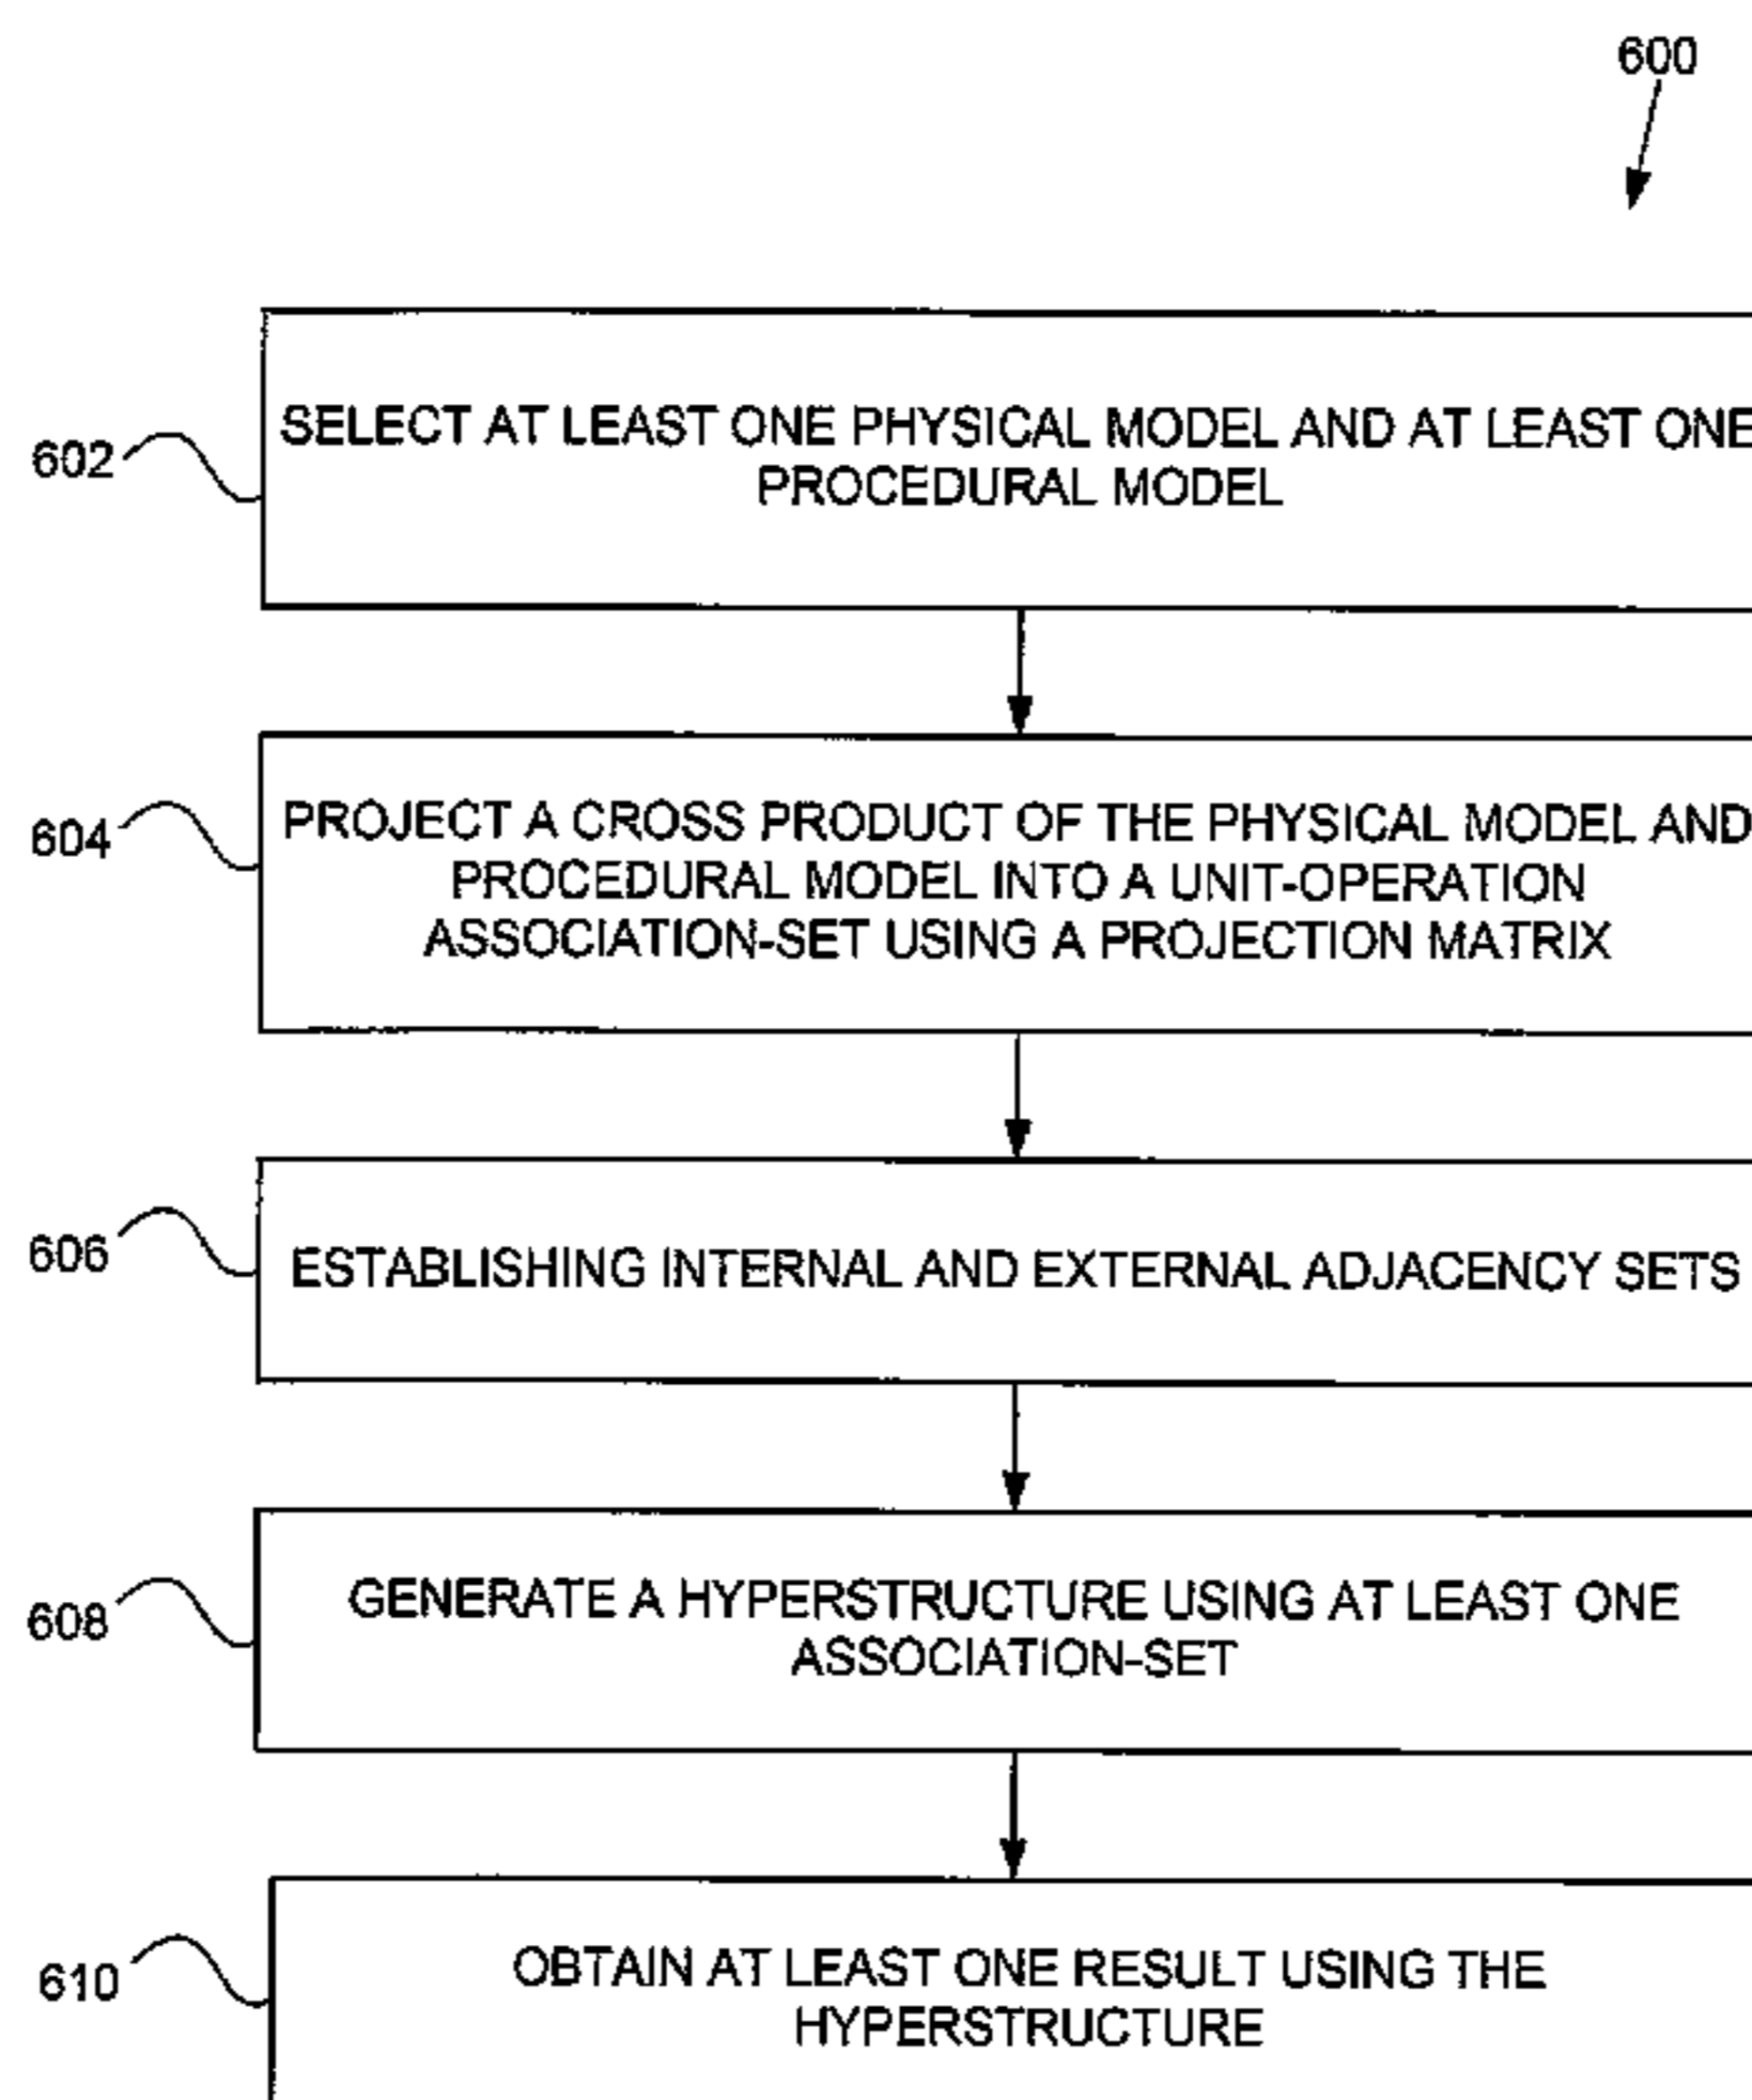 600
602
SELECT AT LEAST ONE PHYSICAL MODEL AND AT LEAST ONE
PROCEDURAL MODEL
604
PROJECT A CROSS PRODUCT OF THE PHYSICAL MODEL AND
PROCEDURAL MODEL INTO A UNIT-OPERATION
ASSOCIATION-SET USING A PROJECTION MATRIX
606
ESTABLISHING INTERNAL AND EXTERNAL ADJACENCY SETS
608
GENERATE A HYPERSTRUCTURE USING AT LEAST ONE
ASSOCIATION-SET
610
OBTAIN AT LEAST ONE RESULT USING THE
HYPERSTRUCTURE